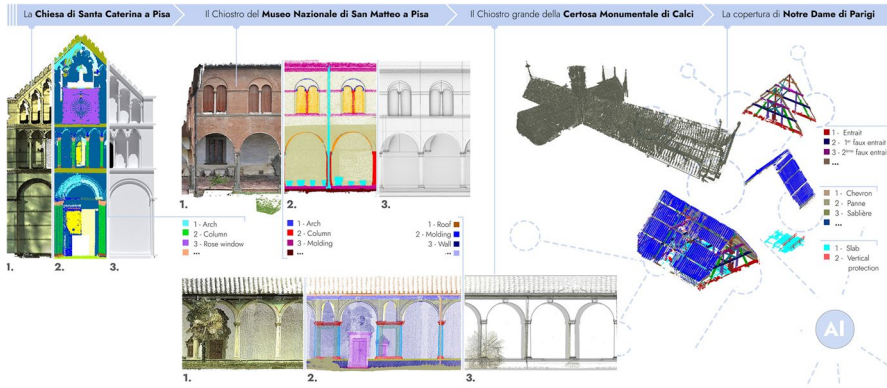 La Chiesa di Santa Caterina a Pisa
Il Chiostro del Museo Nazionale di San Matteo a Pisa
Il Chiostro grande della Certosa Monumentale di Calci
La copertura di Notre Dame di Parigi
1.
2.
3.
1 - Arch
2 - Column
3 - Rose window
...
1.
2.
3.
1 - Arch
2 - Column
3 - Molding
...
1 - Roof
2 - Molding
3 - Wall
...
1.
2.
3.
1 - Entrait
2 - 1er faux entrait
3 - 2ème faux entrait
...
1 - Chevron
2 - Panne
3 - Sablière
...
1 - Slab
2 - Vertical
protection
AI